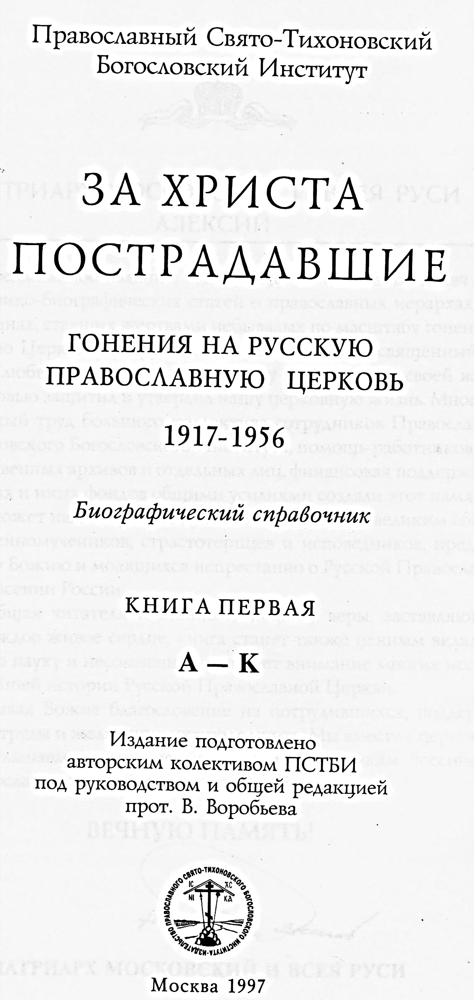 Православный Свято-Тихоновский
Богословский Институт
ЗА ХРИСТА
ПОСТРАДАВШИЕ
ГОНЕНИЯ НА РУССКУЮ
ПРАВОСЛАВНУЮ ЦЕРКОВЬ
1917-1956
Биографический справочник
КНИГА ПЕРВАЯ
А — К
Издание подготовлено
авторским колективом ПСТБИ
под руководством и общей редакцией
прот. В. Воробьева
ИЗДАТЕЛЬСТВО ПРАВОСЛАВНОГО СВЯТО-ТИХОНОВСКОГО БОГОСЛОВСКОГО ИНСТИТУТА
IC ХС
NI КА
Москва 1997